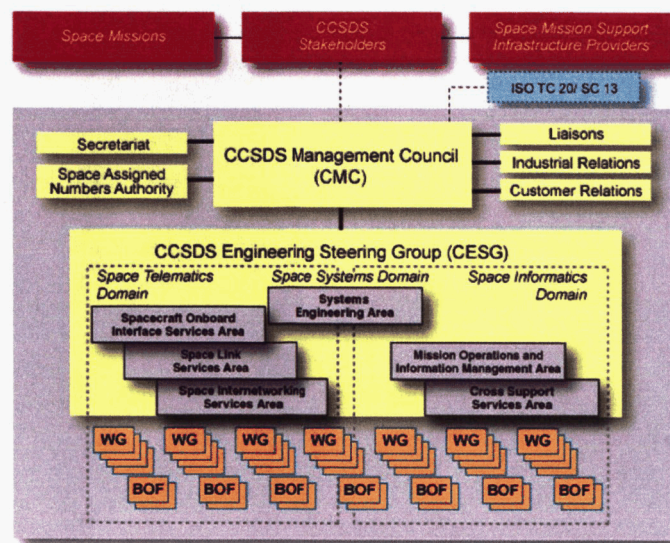 Space Missions
CCSDS
Stakeholders
Space Mission Support
Infrastructure Providers
ISO TC 20/ SC 13
Secretariat
Space Assigned
Numbers Authority
CCSDS Management Council
(CMC)
Liaisons
Industrial Relations
Customer Relations
CCSDS Engineering Steering Group (CESG)
Space Telematics
Domain
Space Systems Domain
Space Informatics
Domain
Systems
Engineering Area
Spacecraft Onboard
Interface Services Area
Space Link
Services Area
Space Internetworking
Services Area
Mission Operations and
Information Management Area
Cross Support
Services Area
WG WG WG WG WG WG WG
BOF BOF BOF BOF BOF BOF BOF